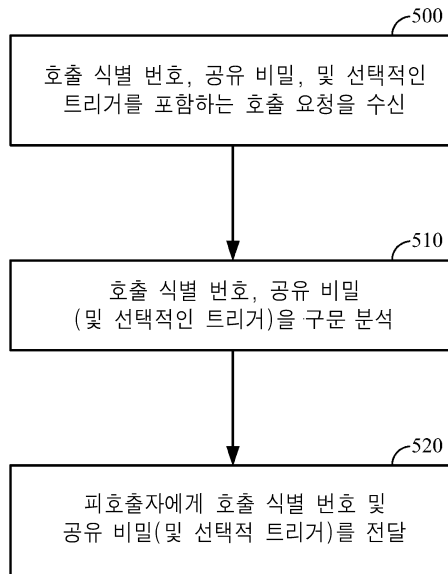 500
호출 식별 번호, 공유 비밀, 및 선택적인
트리거를 포함하는 호출 요청을 수신
510
호출 식별 번호, 공유 비밀
(및 선택적인 트리거)을 구문 분석
520
피호출자에게 호출 식별 번호 및
공유 비밀(및 선택적 트리거)를 전달